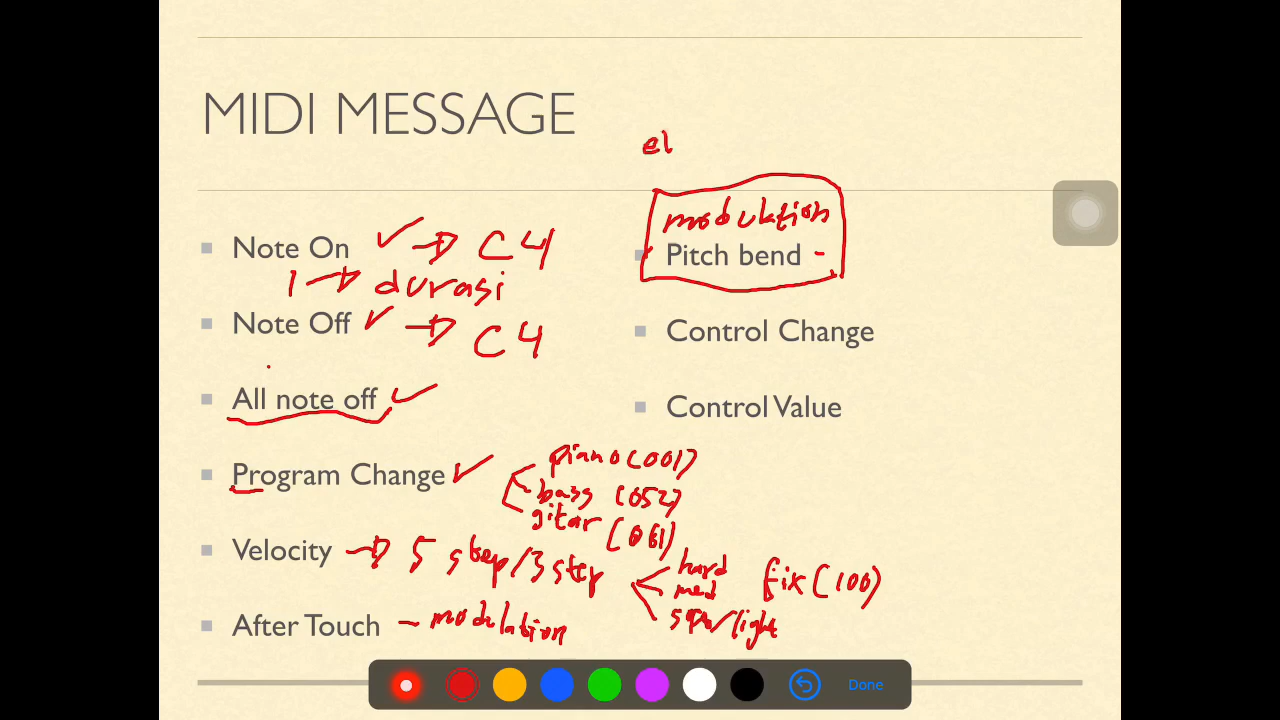 MIDI MESSAGE
Note On → C4
1 → durasi
Note Off → C4
All note off
Program Change
piano (001)
bass (052)
gitar (061)
Velocity → 5 step/3 step
hard
med
/light
fix (100)
After Touch – modulation
el
modulation
Pitch bend -
Control Change
Control Value
Done